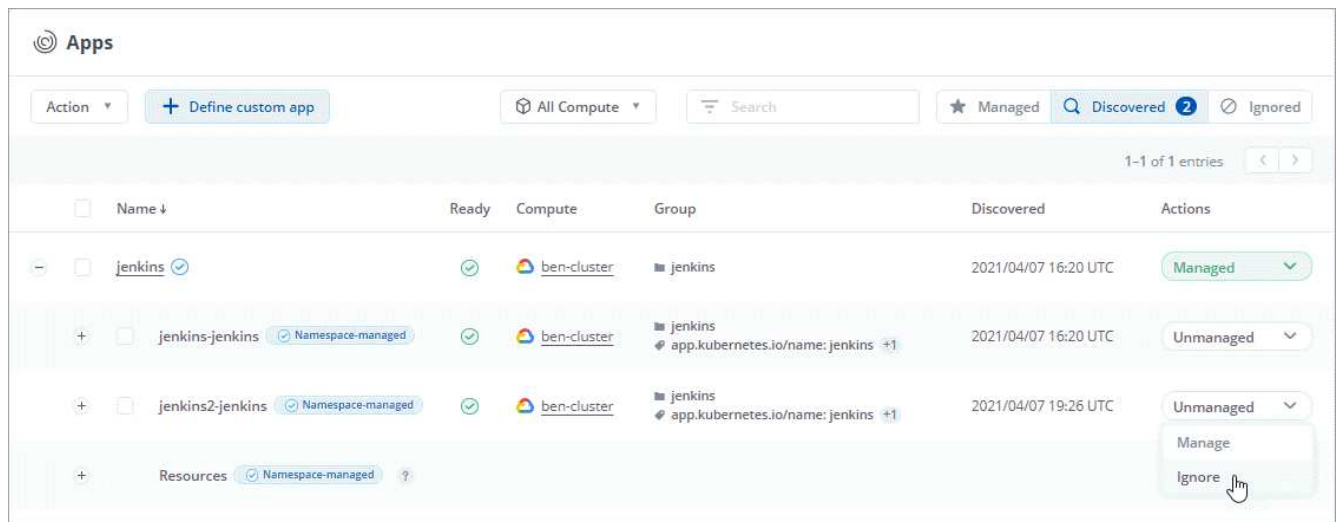 Apps
Action
+ Define custom app
All Compute
Search
Managed
Discovered 2
Ignored
1–1 of 1 entries
Name ↓ Ready Compute Group Discovered Actions
jenkins ben-cluster jenkins 2021/04/07 16:20 UTC Managed
jenkins-jenkins Namespace-managed ben-cluster jenkins 2021/04/07 16:20 UTC Unmanaged
app.kubernetes.io/name: jenkins +1
jenkins2-jenkins Namespace-managed ben-cluster jenkins 2021/04/07 19:26 UTC Unmanaged
app.kubernetes.io/name: jenkins +1
Manage
Resources Namespace-managed ?
Ignore